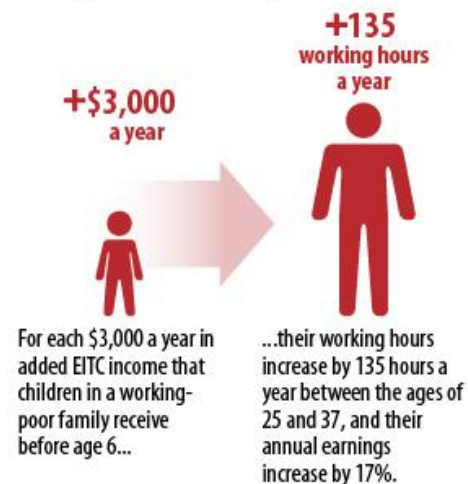 +135
working hours
a year
+$3,000
a year
For each $3,000 a year in
added EITC income that
children in a working-
poor family receive
before age 6...
...their working hours
increase by 135 hours a
year between the ages of
25 and 37, and their
annual earnings
increase by 17%.